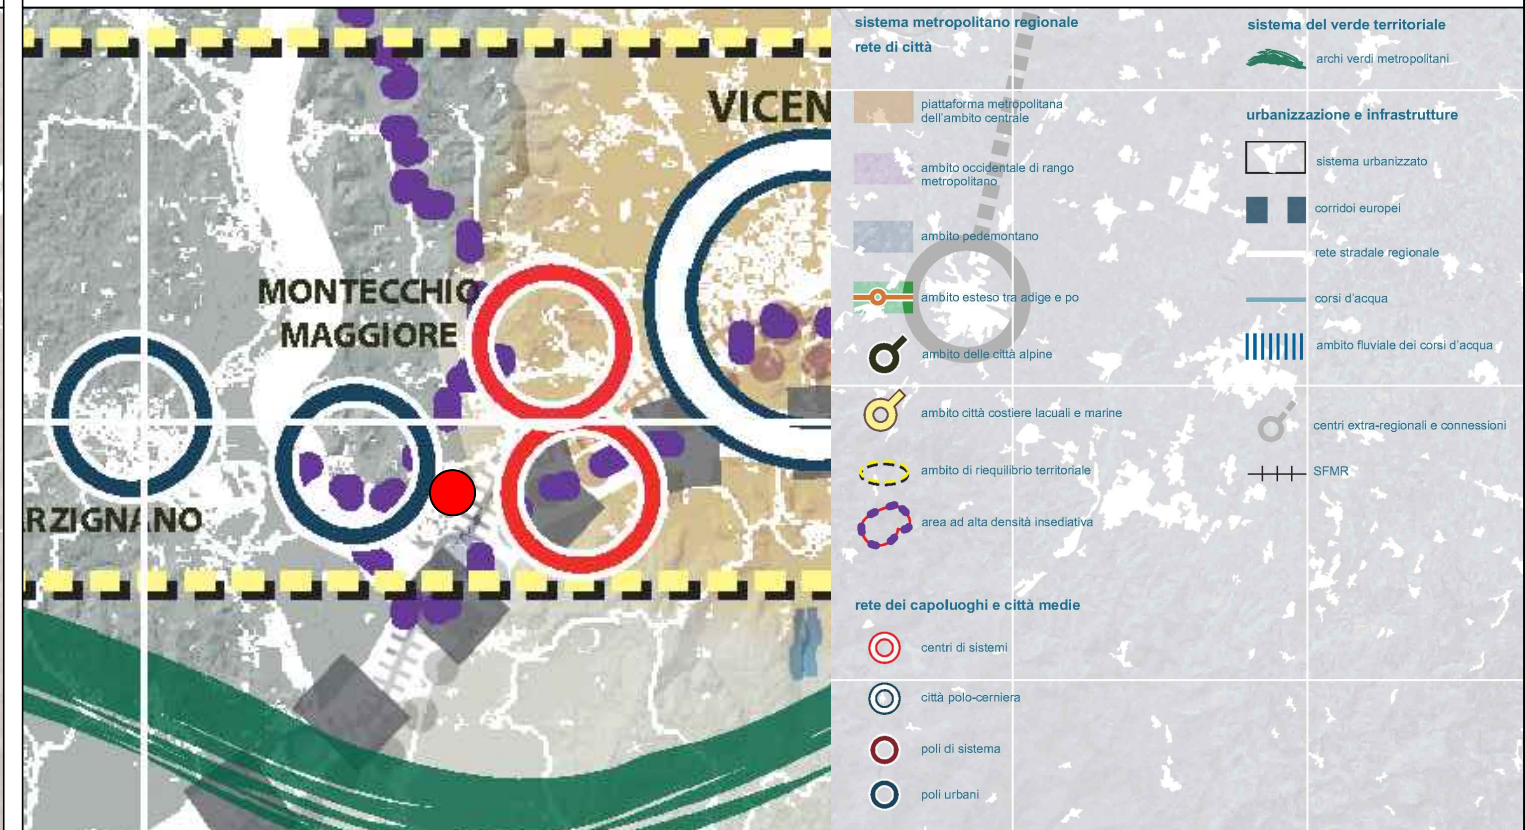 VICEN
MONTECCHIO
MAGGIORE
RZIGNANO
sistema metropolitano regionale
rete di città
piattaforma metropolitana
dell'ambito centrale
ambito occidentale di rango
metropolitano
ambito pedemontano
ambito esteso tra adige e po
ambito delle città alpine
ambito città costiere lacuali e marine
ambito di riequilibrio territoriale
area ad alta densità insediativa
rete dei capoluoghi e città medie
centri di sistemi
città polo-cerniera
poli di sistema
poli urbani
sistema del verde territoriale
archi verdi metropolitani
urbanizzazione e infrastrutture
sistema urbanizzato
corridoi europei
rete stradale regionale
corsi d'acqua
ambito fluviale dei corsi d'acqua
centri extra-regionali e connessioni
SFMR